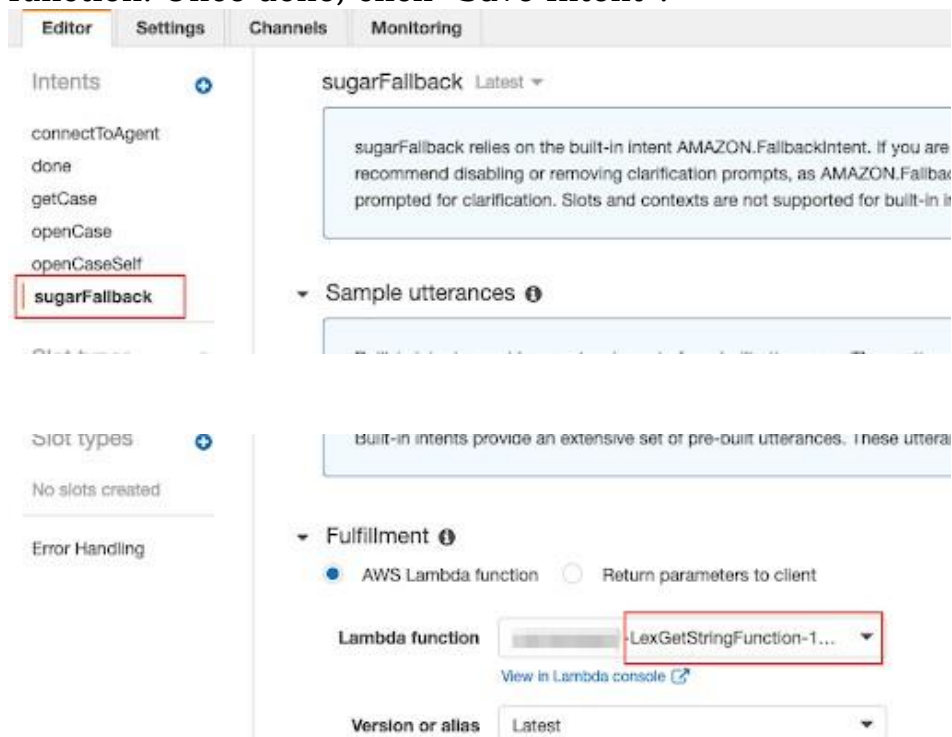 function. Once done, click "Save Intent".
Editor Settings Channels Monitoring
Intents
sugarFallback Latest
connectToAgent
done
getCase
openCase
openCaseSelf
sugarFallback
sugarFallback relies on the built-in intent AMAZON.FallbackIntent. If you are
recommend disabling or removing clarification prompts, as AMAZON.Fallbac
prompted for clarification. Slots and contexts are not supported for built-in in
Sample utterances
Slot types
Built-in intents provide an extensive set of pre-built utterances. These uttera
No slots created
Error Handling
Fulfillment
AWS Lambda function Return parameters to client
Lambda function -LexGetStringFunction-1...
View in Lambda console
Version or alias Latest